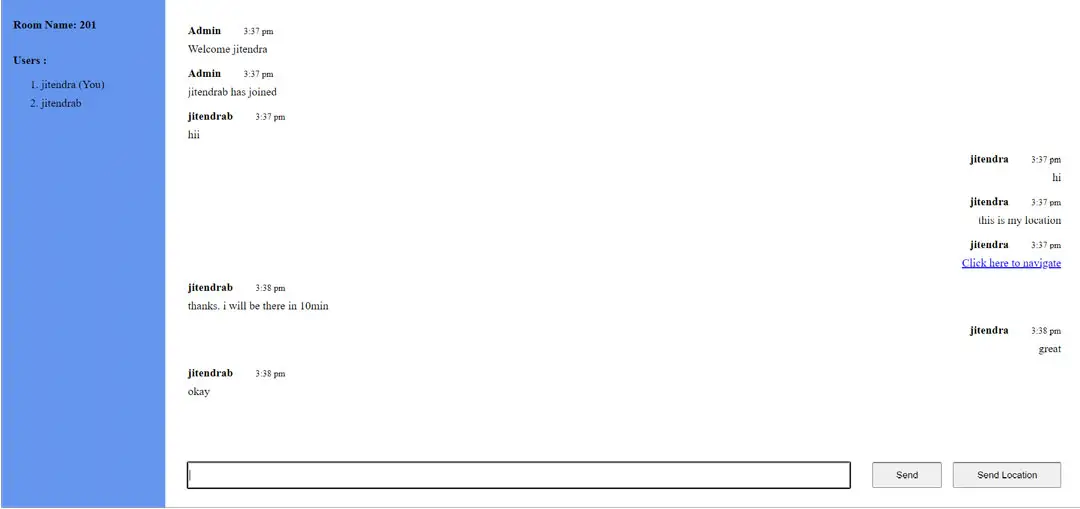 Room Name: 201
Users :
1. jitendra (You)
2. jitendrab
Admin 3:37 pm
Welcome jitendra
Admin 3:37 pm
jitendrab has joined
jitendrab 3:37 pm
hii
jitendra 3:37 pm
hi
jitendra 3:37 pm
this is my location
jitendra 3:37 pm
Click here to navigate
jitendrab 3:38 pm
thanks. i will be there in 10min
jitendra 3:38 pm
great
jitendrab 3:38 pm
okay
Send Send Location